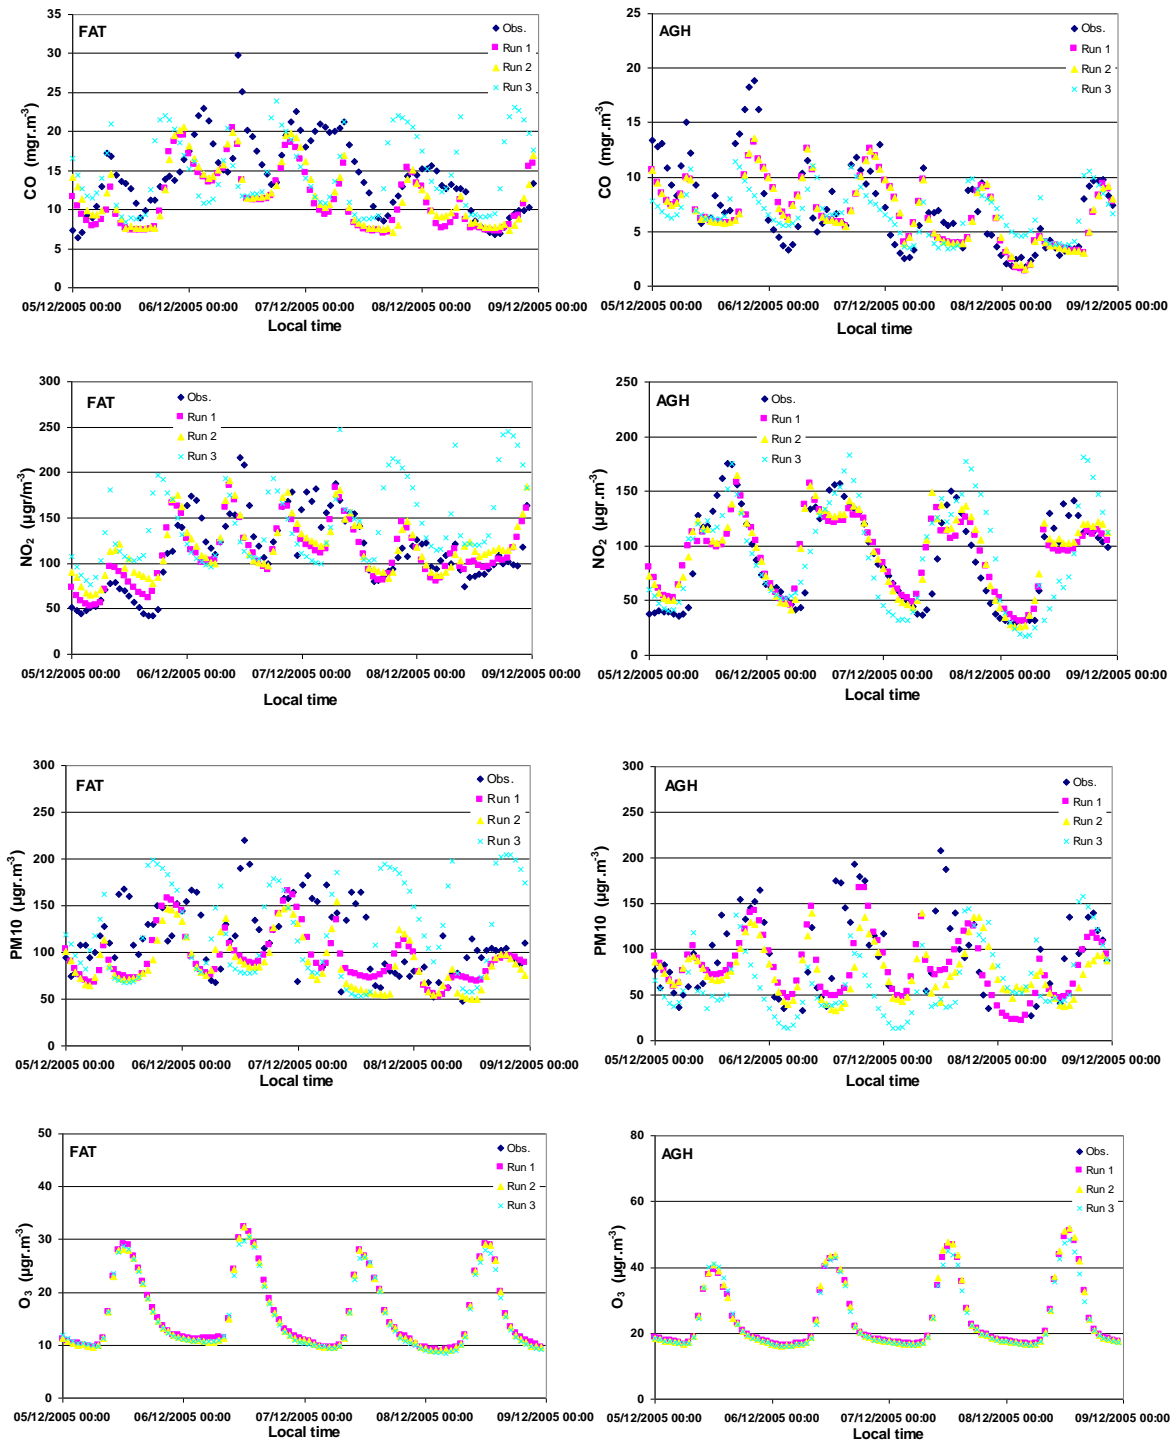 FAT
CO (mgr.m-3)
35
30
25
20
15
10
5
0
Obs.
Run 1
Run 2
Run 3
05/12/2005 00:00 06/12/2005 00:00 07/12/2005 00:00 08/12/2005 00:00 09/12/2005 00:00
Local time
AGH
CO (mgr.m-3)
25
20
15
10
5
0
Obs.
Run 1
Run 2
Run 3
05/12/2005 00:00 06/12/2005 00:00 07/12/2005 00:00 08/12/2005 00:00 09/12/2005 00:00
Local time
FAT
NO2 (µgr/m-3)
300
250
200
150
100
50
0
Obs.
Run 1
Run 2
Run 3
05/12/2005 00:00 06/12/2005 00:00 07/12/2005 00:00 08/12/2005 00:00 09/12/2005 00:00
Local time
AGH
NO2 (µgr.m-3)
250
200
150
100
50
0
Obs.
Run 1
Run 2
Run 3
05/12/2005 00:00 06/12/2005 00:00 07/12/2005 00:00 08/12/2005 00:00 09/12/2005 00:00
Local time
FAT
PM10 (µgr.m-3)
300
250
200
150
100
50
0
Obs.
Run 1
Run 2
Run 3
05/12/2005 00:00 06/12/2005 00:00 07/12/2005 00:00 08/12/2005 00:00 09/12/2005 00:00
Local time
AGH
PM10 (µgr.m-3)
300
250
200
150
100
50
0
Obs.
Run 1
Run 2
Run 3
05/12/2005 00:00 06/12/2005 00:00 07/12/2005 00:00 08/12/2005 00:00 09/12/2005 00:00
Local time
FAT
O3 (µgr.m-3)
50
40
30
20
10
0
Obs.
Run 1
Run 2
Run 3
05/12/2005 00:00 06/12/2005 00:00 07/12/2005 00:00 08/12/2005 00:00 09/12/2005 00:00
Local time
AGH
O3 (µgr.m-3)
80
60
40
20
0
Obs.
Run 1
Run 2
Run 3
05/12/2005 00:00 06/12/2005 00:00 07/12/2005 00:00 08/12/2005 00:00 09/12/2005 00:00
Local time